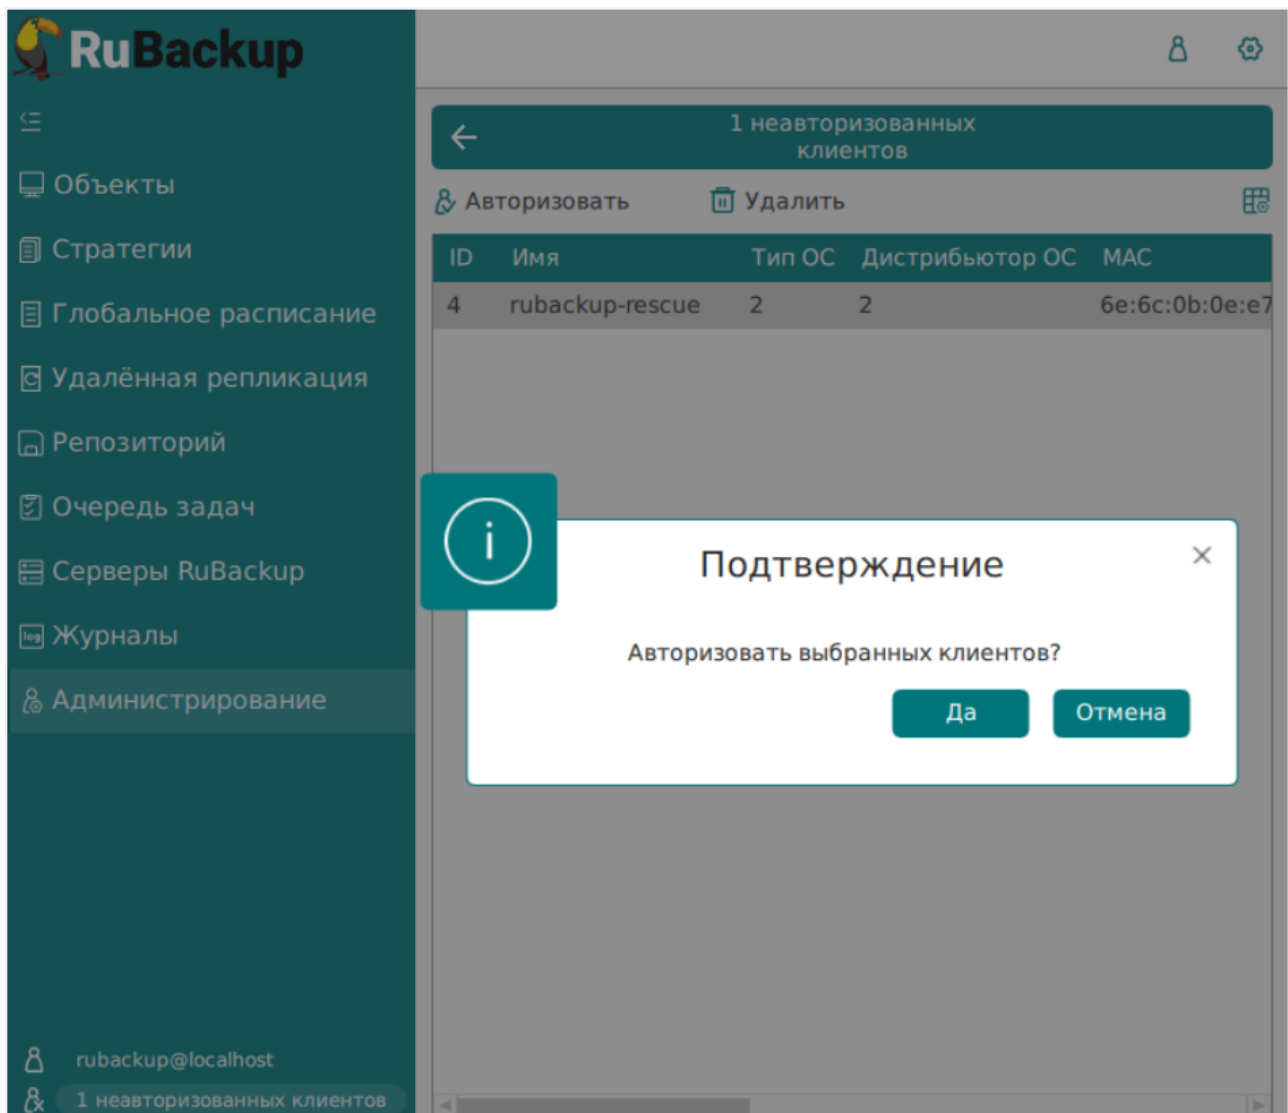 RuBackup
Объекты
Стратегии
Глобальное расписание
Удалённая репликация
Репозиторий
Очередь задач
Серверы RuBackup
log Журналы
Администрирование
rubackup@localhost
1 неавторизованных клиентов
1 неавторизованных
клиентов
Авторизовать Удалить
ID Имя Тип ОС Дистрибьютор ОС MAC
4 rubackup-rescue 2 2 6e:6c:0b:0e:e7
i
Подтверждение
Авторизовать выбранных клиентов?
Да Отмена